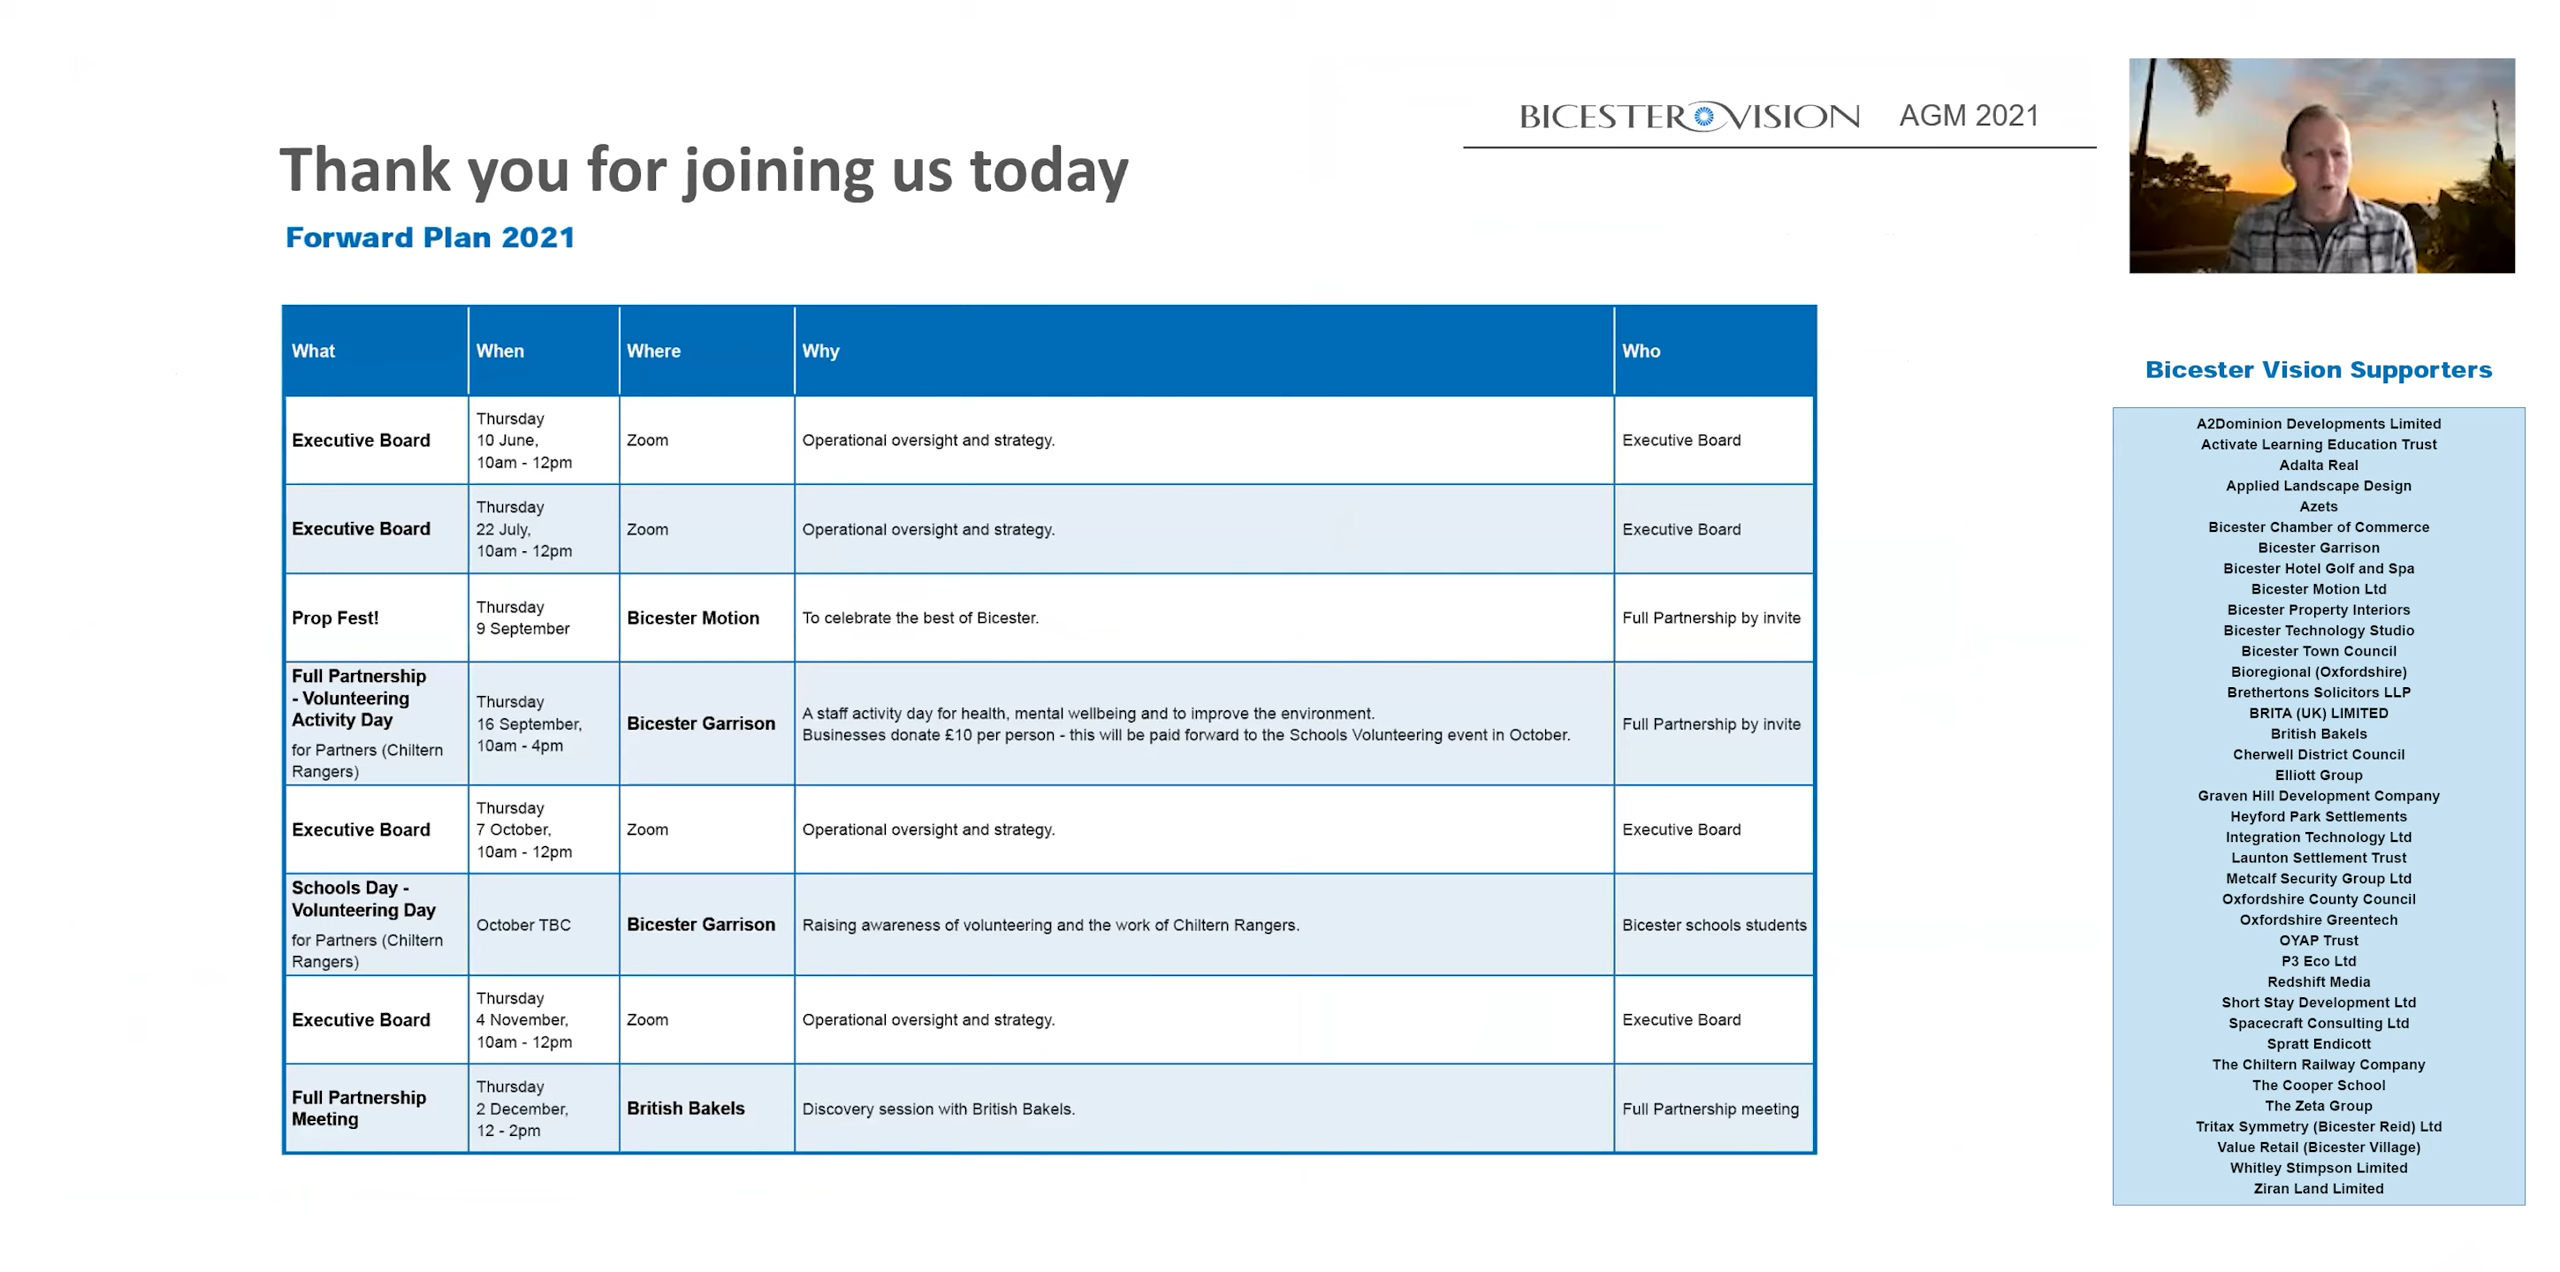 BICESTER VISION AGM 2021
Thank you for joining us today
Forward Plan 2021
What When Where Why Who
Executive Board
Thursday
10 June,
10am - 12pm
Zoom
Operational oversight and strategy.
Executive Board
Executive Board
Thursday
22 July,
10am - 12pm
Zoom
Operational oversight and strategy.
Executive Board
Prop Fest!
Thursday
9 September
Bicester Motion
To celebrate the best of Bicester.
Full Partnership by invite
Full Partnership
- Volunteering
Activity Day
for Partners (Chiltern
Rangers)
Thursday
16 September,
10am - 4pm
Bicester Garrison
A staff activity day for health, mental wellbeing and to improve the environment.
Businesses donate £10 per person - this will be paid forward to the Schools Volunteering event in October.
Full Partnership by invite
Executive Board
Thursday
7 October,
10am - 12pm
Zoom
Operational oversight and strategy.
Executive Board
Schools Day -
Volunteering Day
for Partners (Chiltern
Rangers)
October TBC
Bicester Garrison
Raising awareness of volunteering and the work of Chiltern Rangers.
Bicester schools students
Executive Board
Thursday
4 November,
10am - 12pm
Zoom
Operational oversight and strategy.
Executive Board
Full Partnership
Meeting
Thursday
2 December,
12 - 2pm
British Bakels
Discovery session with British Bakels.
Full Partnership meeting
Bicester Vision Supporters
A2Dominion Developments Limited
Activate Learning Education Trust
Adalta Real
Applied Landscape Design
Azets
Bicester Chamber of Commerce
Bicester Garrison
Bicester Hotel Golf and Spa
Bicester Motion Ltd
Bicester Property Interiors
Bicester Technology Studio
Bicester Town Council
Bioregional (Oxfordshire)
Brethertons Solicitors LLP
BRITA (UK) LIMITED
British Bakels
Cherwell District Council
Elliott Group
Graven Hill Development Company
Heyford Park Settlements
Integration Technology Ltd
Launton Settlement Trust
Metcalf Security Group Ltd
Oxfordshire County Council
Oxfordshire Greentech
OYAP Trust
P3 Eco Ltd
Redshift Media
Short Stay Development Ltd
Spacecraft Consulting Ltd
Spratt Endicott
The Chiltern Railway Company
The Cooper School
The Zeta Group
Tritax Symmetry (Bicester Reid) Ltd
Value Retail (Bicester Village)
Whitley Stimpson Limited
Ziran Land Limited